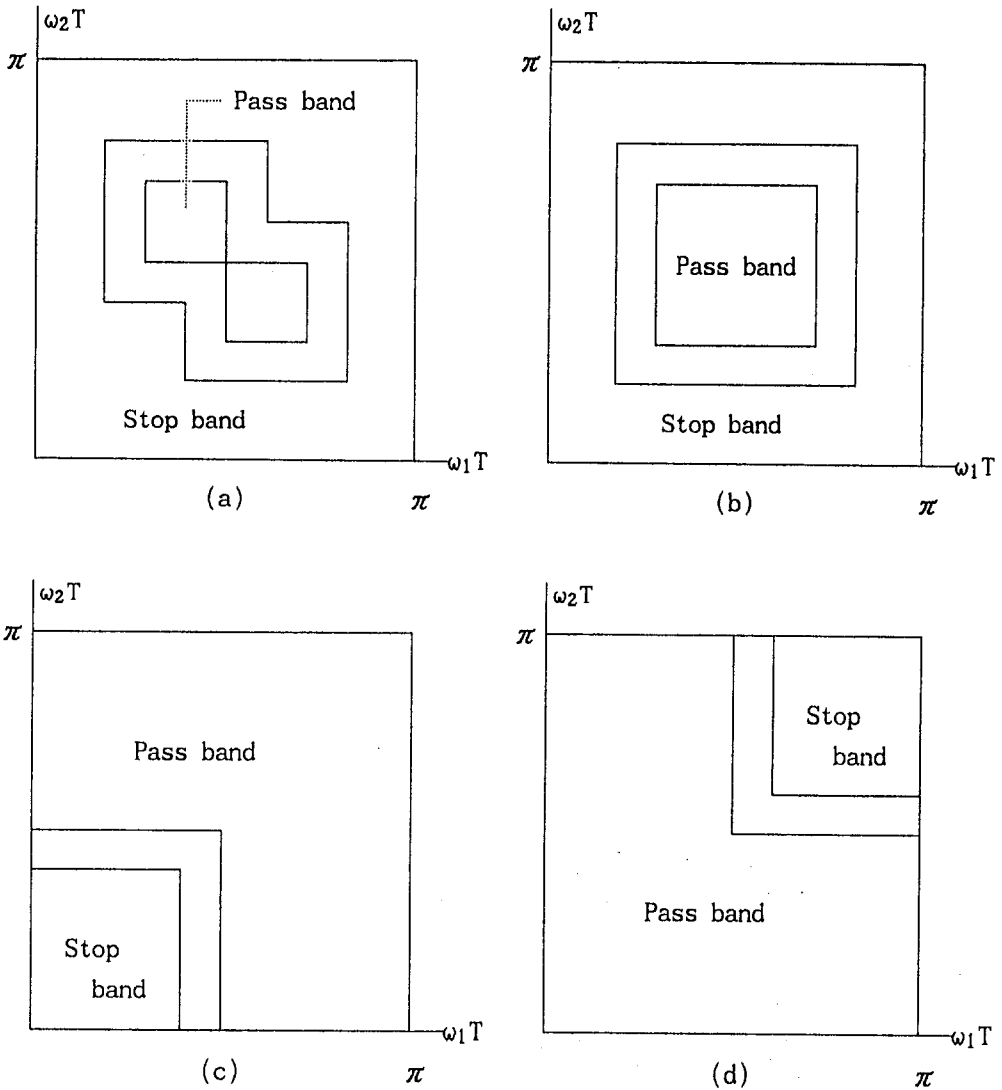 ω₂T
π
Pass band
Stop band
ω₁T
π
(a)
ω₂T
π
Pass band
Stop band
ω₁T
π
(b)
ω₂T
π
Pass band
Stop
band
ω₁T
π
(c)
ω₂T
π
Stop
band
Pass band
ω₁T
π
(d)